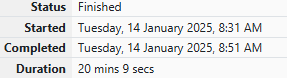 Status Finished
Started Tuesday, 14 January 2025, 8:31 AM
Completed Tuesday, 14 January 2025, 8:51 AM
Duration 20 mins 9 secs